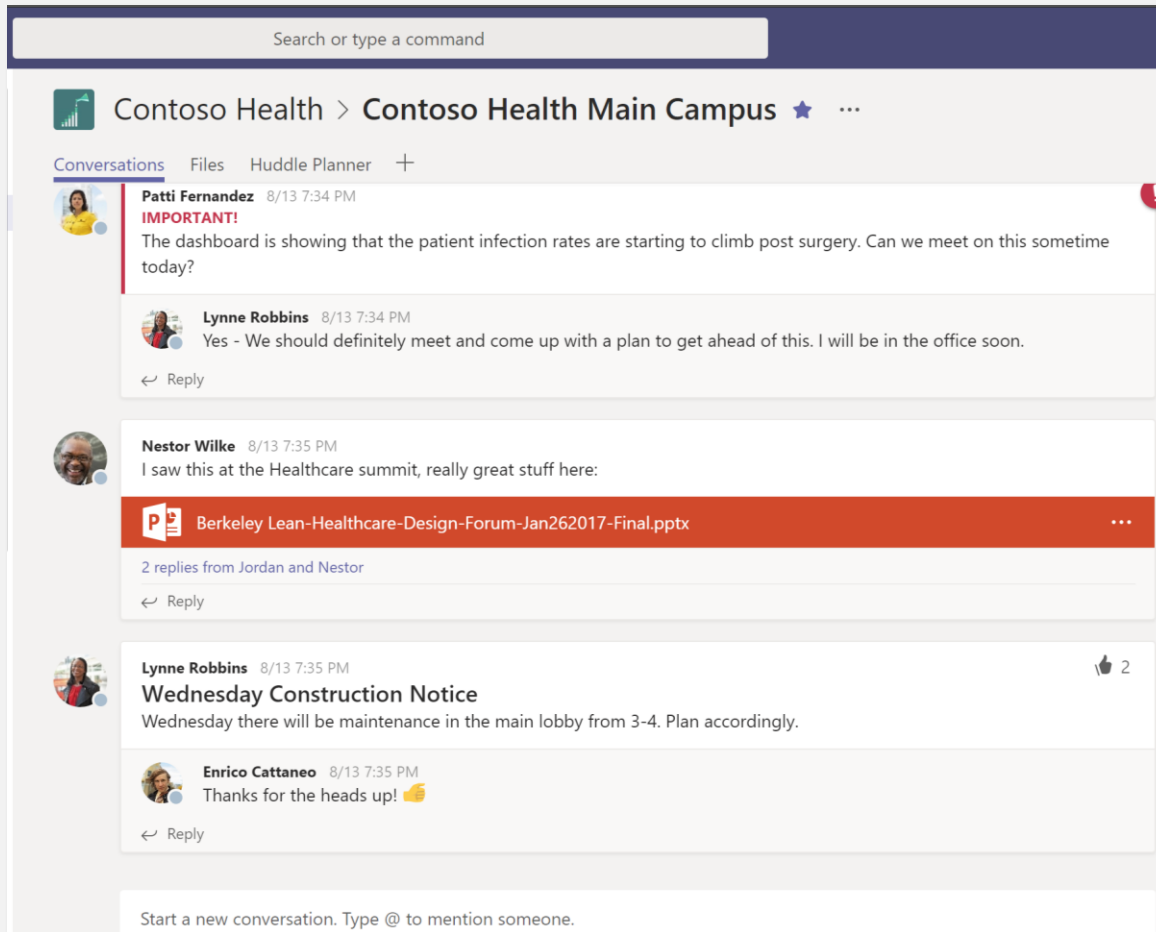 Search or type a command
Contoso Health > Contoso Health Main Campus ...
Conversations Files Huddle Planner +
Patti Fernandez 8/13 7:34 PM
IMPORTANT!
The dashboard is showing that the patient infection rates are starting to climb post surgery. Can we meet on this sometime
today?
Lynne Robbins 8/13 7:34 PM
Yes - We should definitely meet and come up with a plan to get ahead of this. I will be in the office soon.
Reply
Nestor Wilke 8/13 7:35 PM
I saw this at the Healthcare summit, really great stuff here:
Berkeley Lean-Healthcare-Design-Forum-Jan262017-Final.pptx ...
2 replies from Jordan and Nestor
Reply
Lynne Robbins 8/13 7:35 PM 2
Wednesday Construction Notice
Wednesday there will be maintenance in the main lobby from 3-4. Plan accordingly.
Enrico Cattaneo 8/13 7:35 PM
Thanks for the heads up! 👍
Reply
Start a new conversation. Type @ to mention someone.